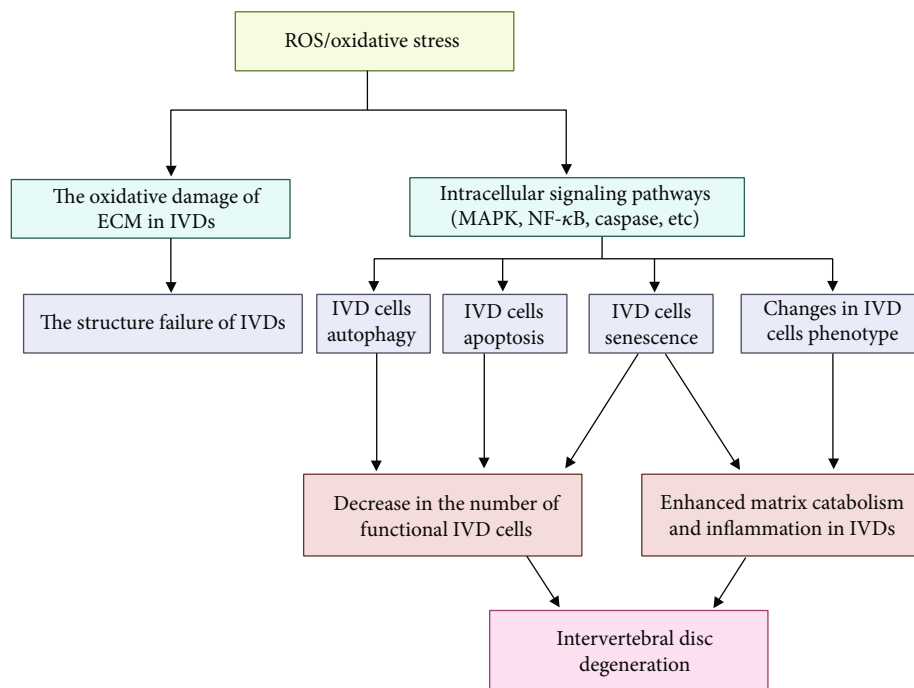 ROS/oxidative stress
The oxidative damage of
ECM in IVDs
Intracellular signaling pathways
(MAPK, NF-κB, caspase, etc)
The structure failure of IVDs
IVD cells
autophagy
IVD cells
apoptosis
IVD cells
senescence
Changes in IVD
cells phenotype
Decrease in the number of
functional IVD cells
Enhanced matrix catabolism
and inflammation in IVDs
Intervertebral disc
degeneration